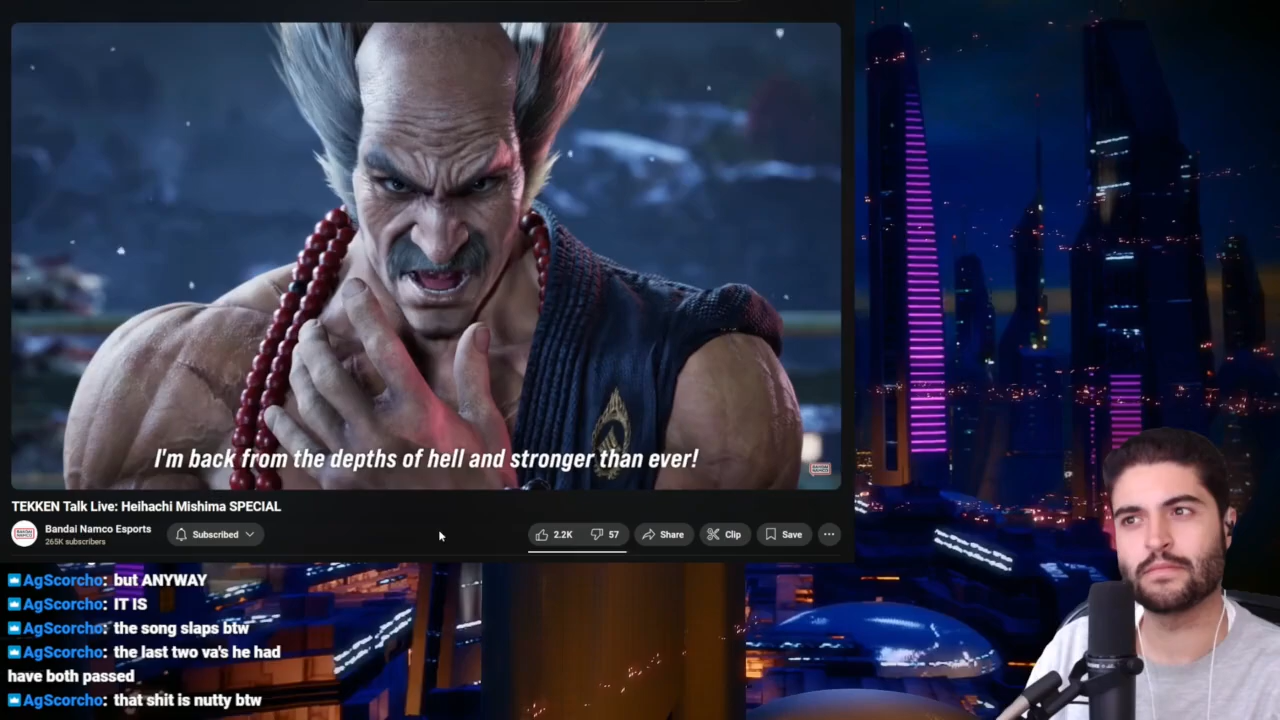 I'm back from the depths of hell and stronger than ever!
TEKKEN Talk Live: Heihachi Mishima SPECIAL
Bandai Namco Esports
265K subscribers
Subscribed
2.2K
57
Share
Clip
Save
AgScorcho: but ANYWAY
AgScorcho: IT IS
AgScorcho: the song slaps btw
AgScorcho: the last two va's he had
have both passed
AgScorcho: that shit is nutty btw